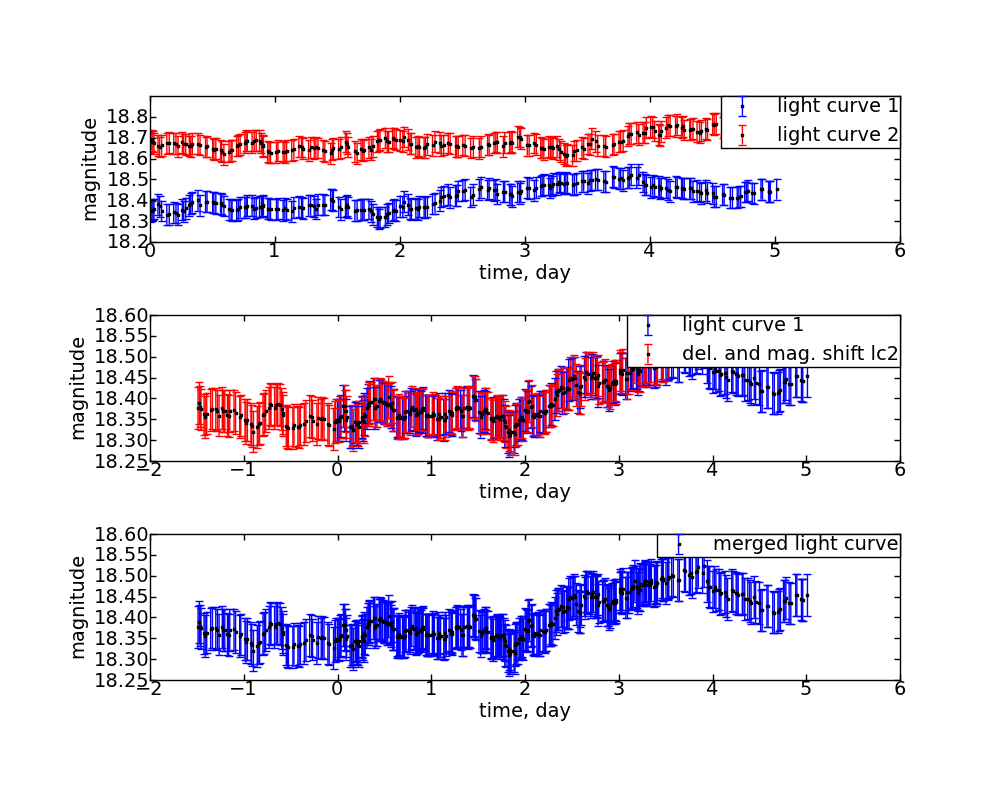 light curve 1
light curve 2
magnitude
18.8
18.7
18.6
18.5
18.4
18.3
18.2
0 1 2 3 4 5 6
time, day
light curve 1
del. and mag. shift lc2
magnitude
18.60
18.55
18.50
18.45
18.40
18.35
18.30
18.25
−2 −1 0 1 2 3 4 5 6
time, day
merged light curve
magnitude
18.60
18.55
18.50
18.45
18.40
18.35
18.30
18.25
−2 −1 0 1 2 3 4 5 6
time, day